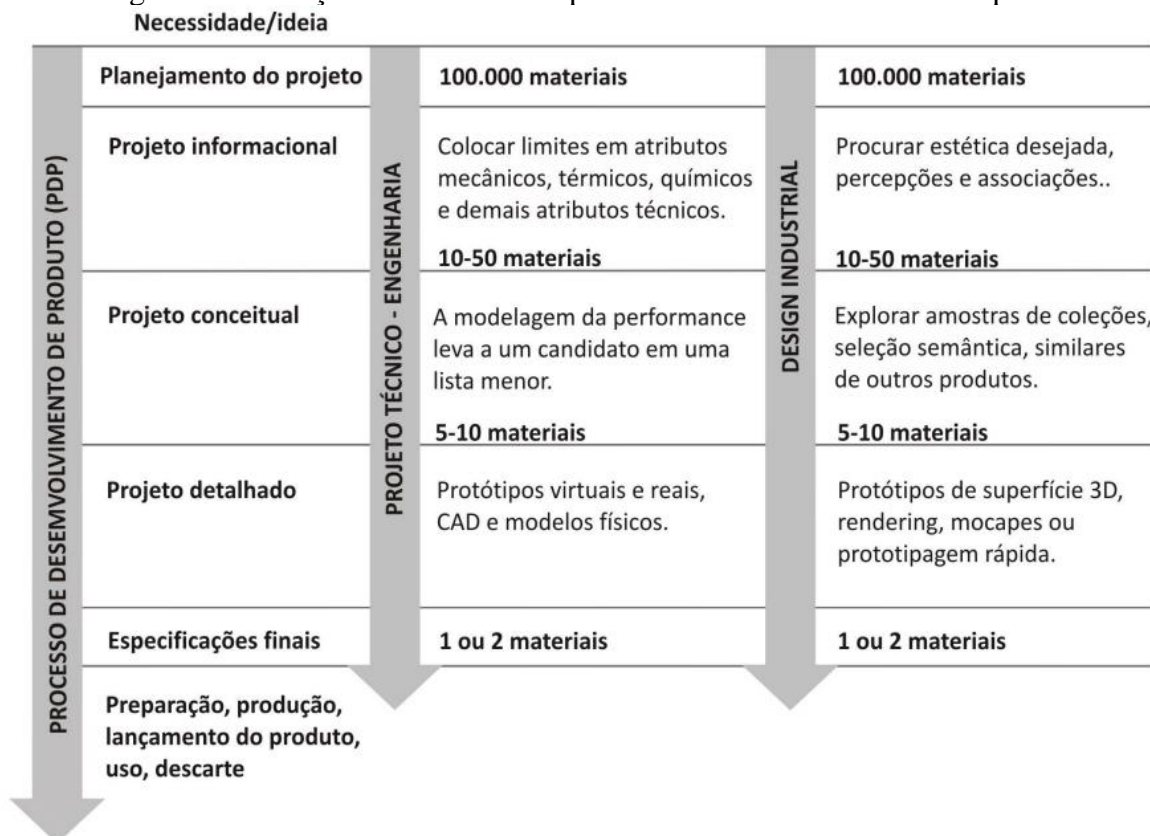 Necessidade/ideia
PROCESSO DE DESEMVOLVIMENTO DE PRODUTO (PDP)
PROJETO TÉCNICO - ENGENHARIA
DESIGN INDUSTRIAL
Planejamento do projeto
100.000 materiais
100.000 materiais
Projeto informacional
Colocar limites em atributos
mecânicos, térmicos, químicos
e demais atributos técnicos.
10-50 materiais
Procurar estética desejada,
percepções e associações..
10-50 materiais
Projeto conceitual
A modelagem da performance
leva a um candidato em uma
lista menor.
5-10 materiais
Explorar amostras de coleções,
seleção semântica, similares
de outros produtos.
5-10 materiais
Projeto detalhado
Protótipos virtuais e reais,
CAD e modelos físicos.
Protótipos de superfície 3D,
rendering, mocapes ou
prototipagem rápida.
Especificações finais
1 ou 2 materiais
1 ou 2 materiais
Preparação, produção,
lançamento do produto,
uso, descarte